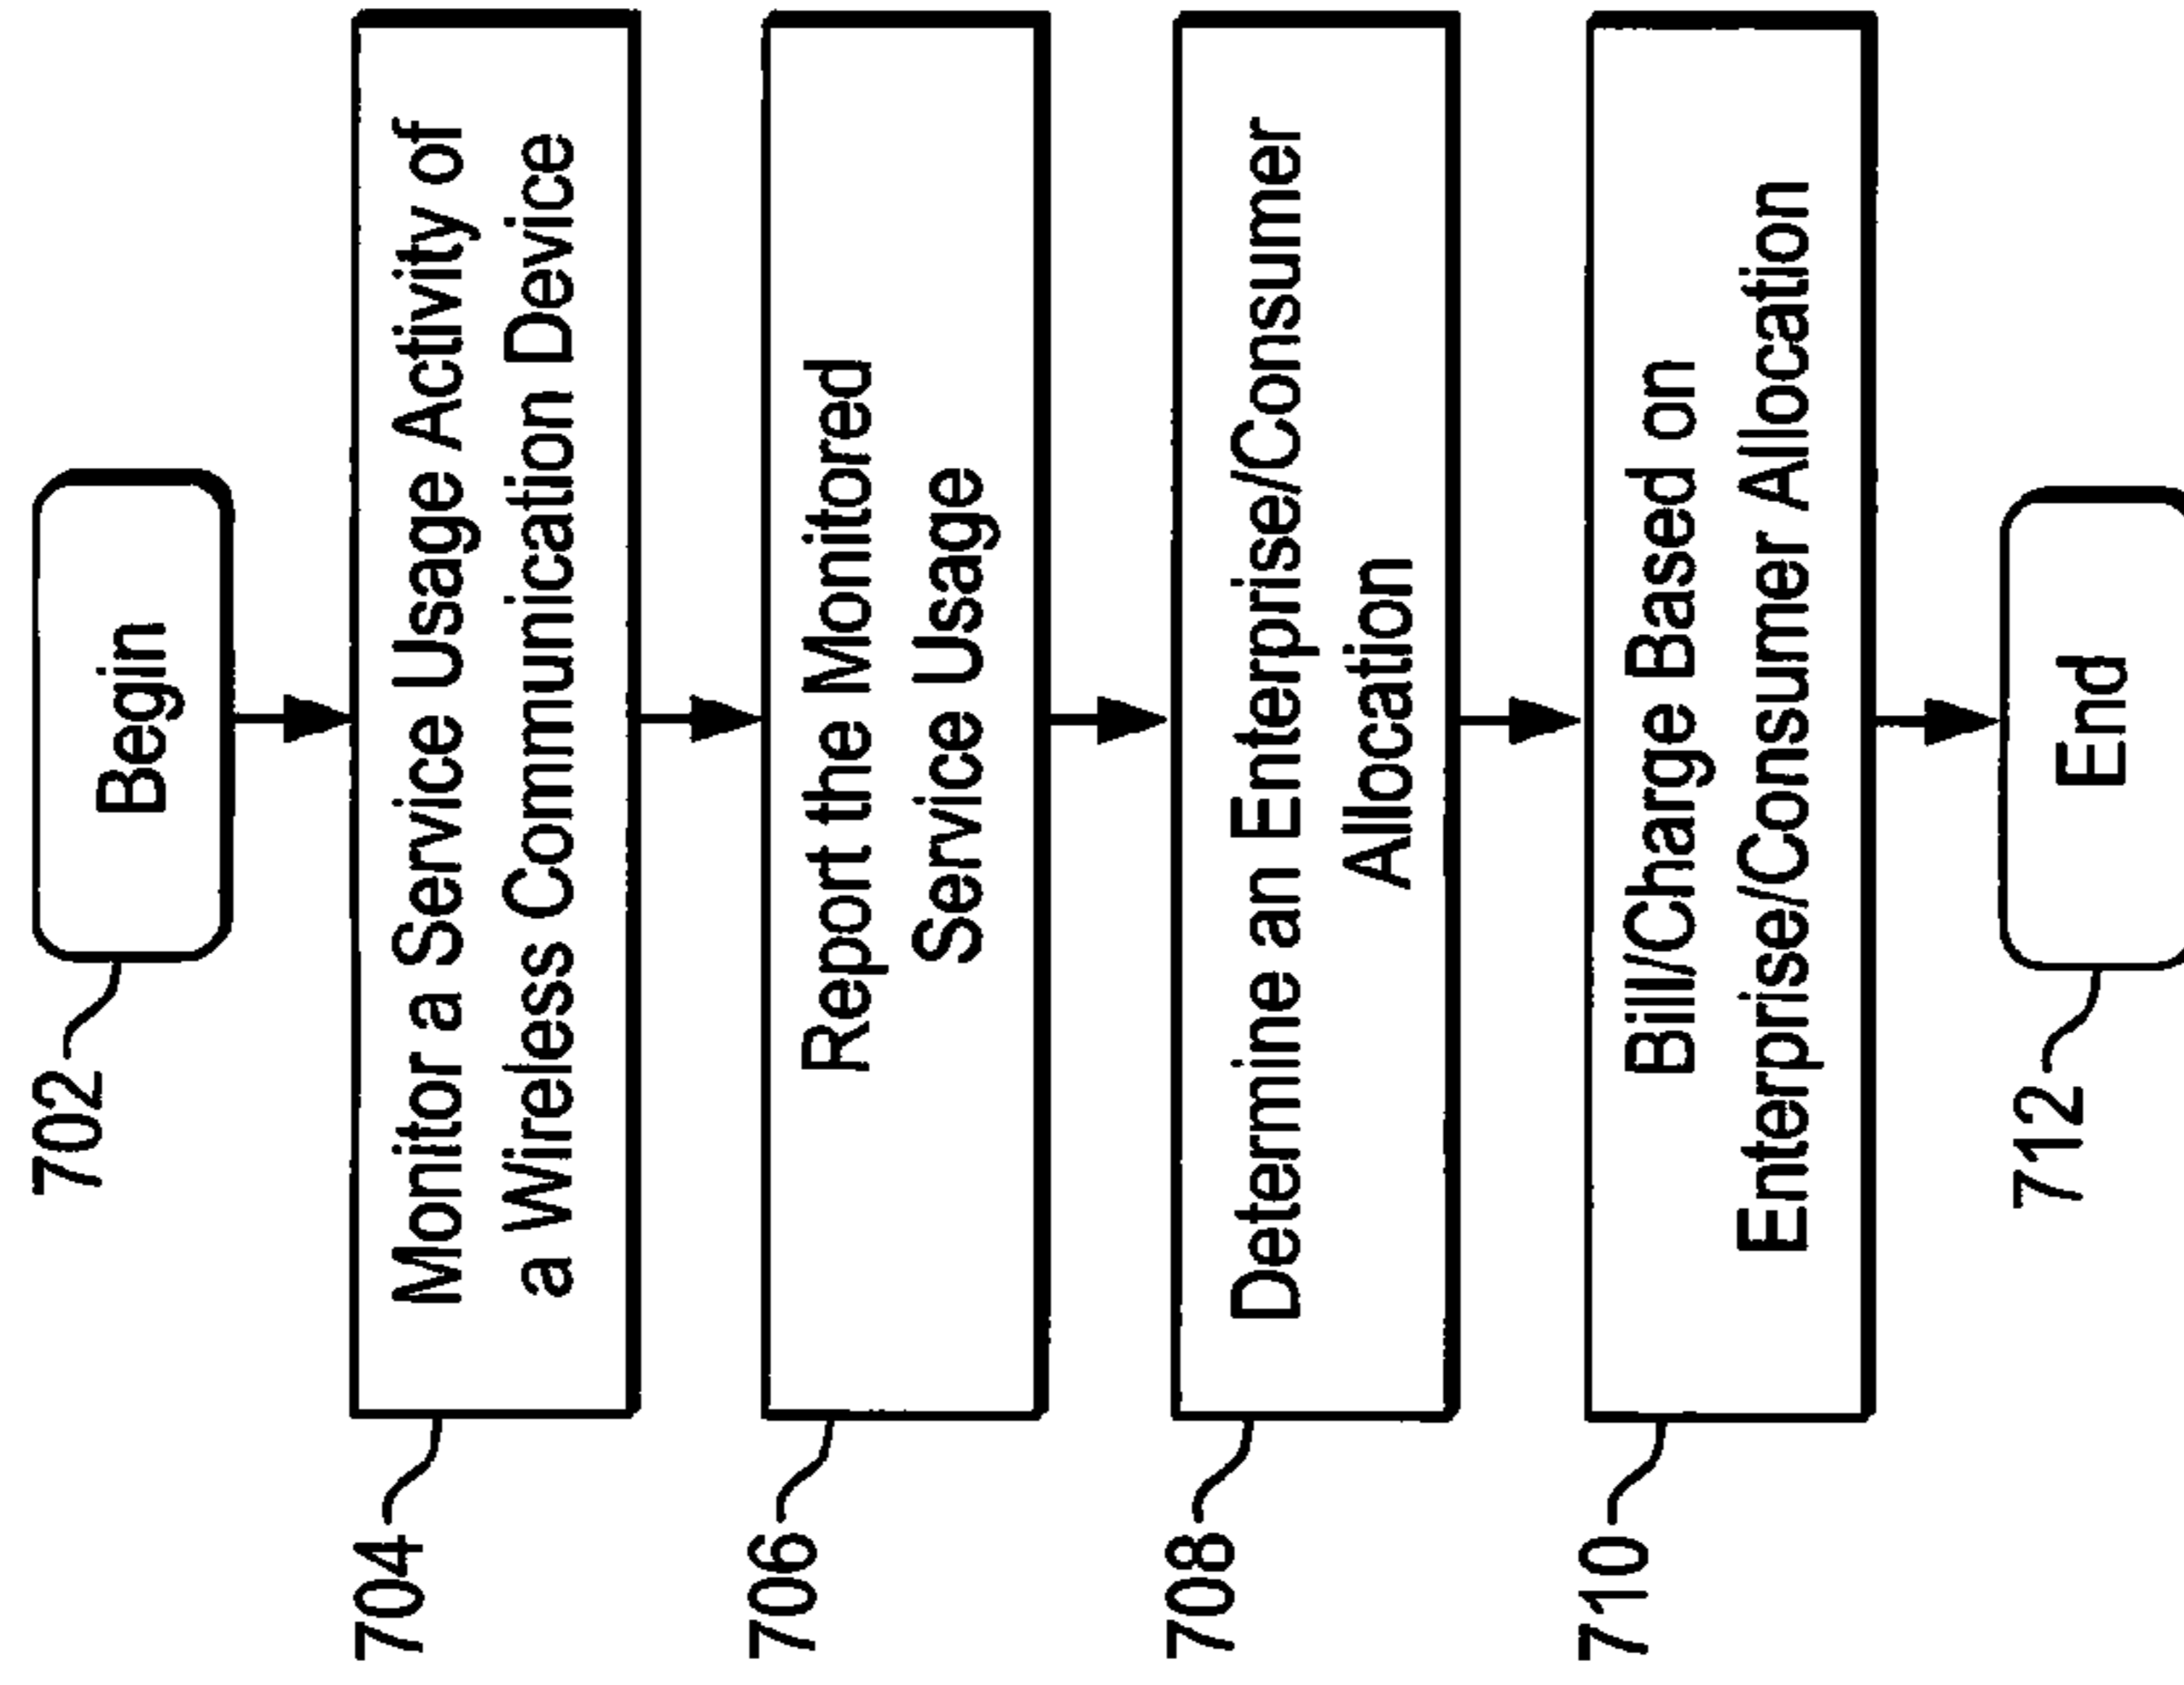 Begin
702
Monitor a Service Usage Activity of
a Wireless Communication Device
704
Report the Monitored
Service Usage
706
Determine an Enterprise/Consumer
Allocation
708
Bill/Charge Based on
Enterprise/Consumer Allocation
710
End
712